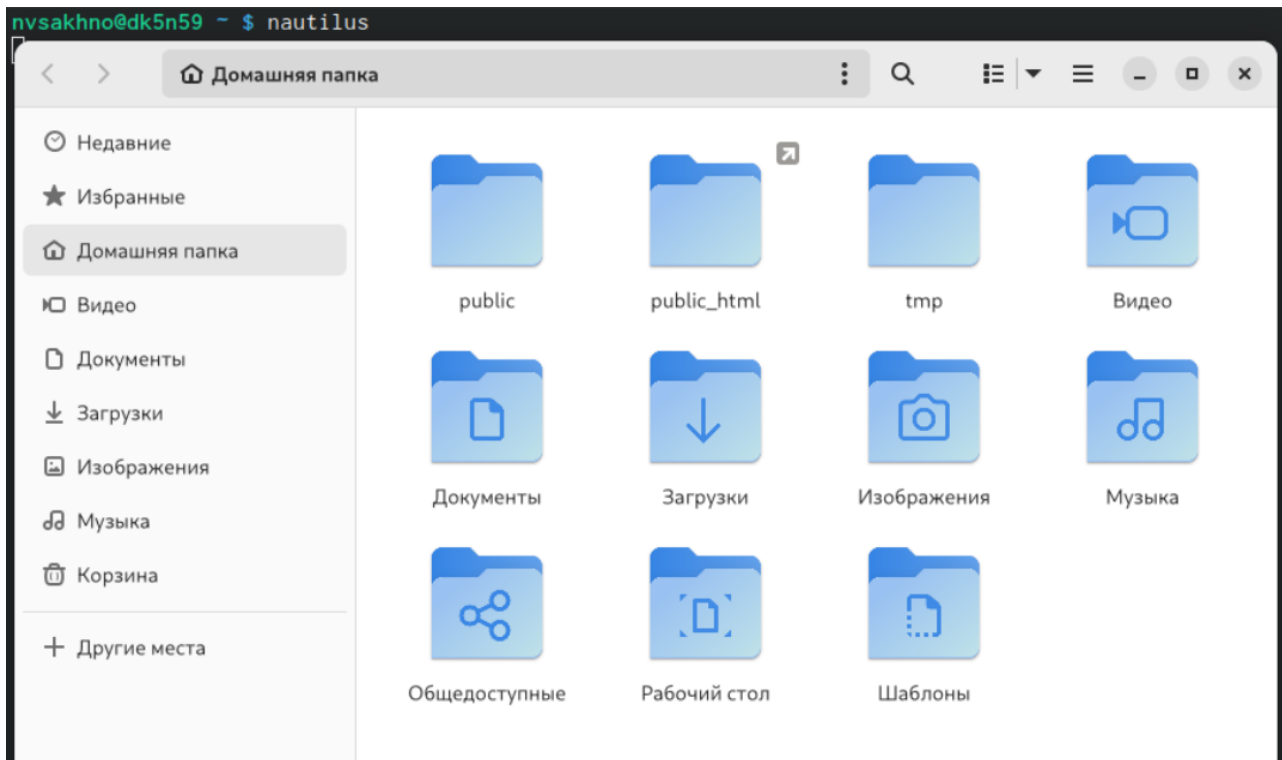 nvsakhno@dk5n59 ~ $ nautilus
Домашняя папка
Недавние
Избранные
Домашняя папка
Видео
Документы
Загрузки
Изображения
Музыка
Корзина
Другие места
public public_html tmp Видео
Документы Загрузки Изображения Музыка
Общедоступные Рабочий стол Шаблоны